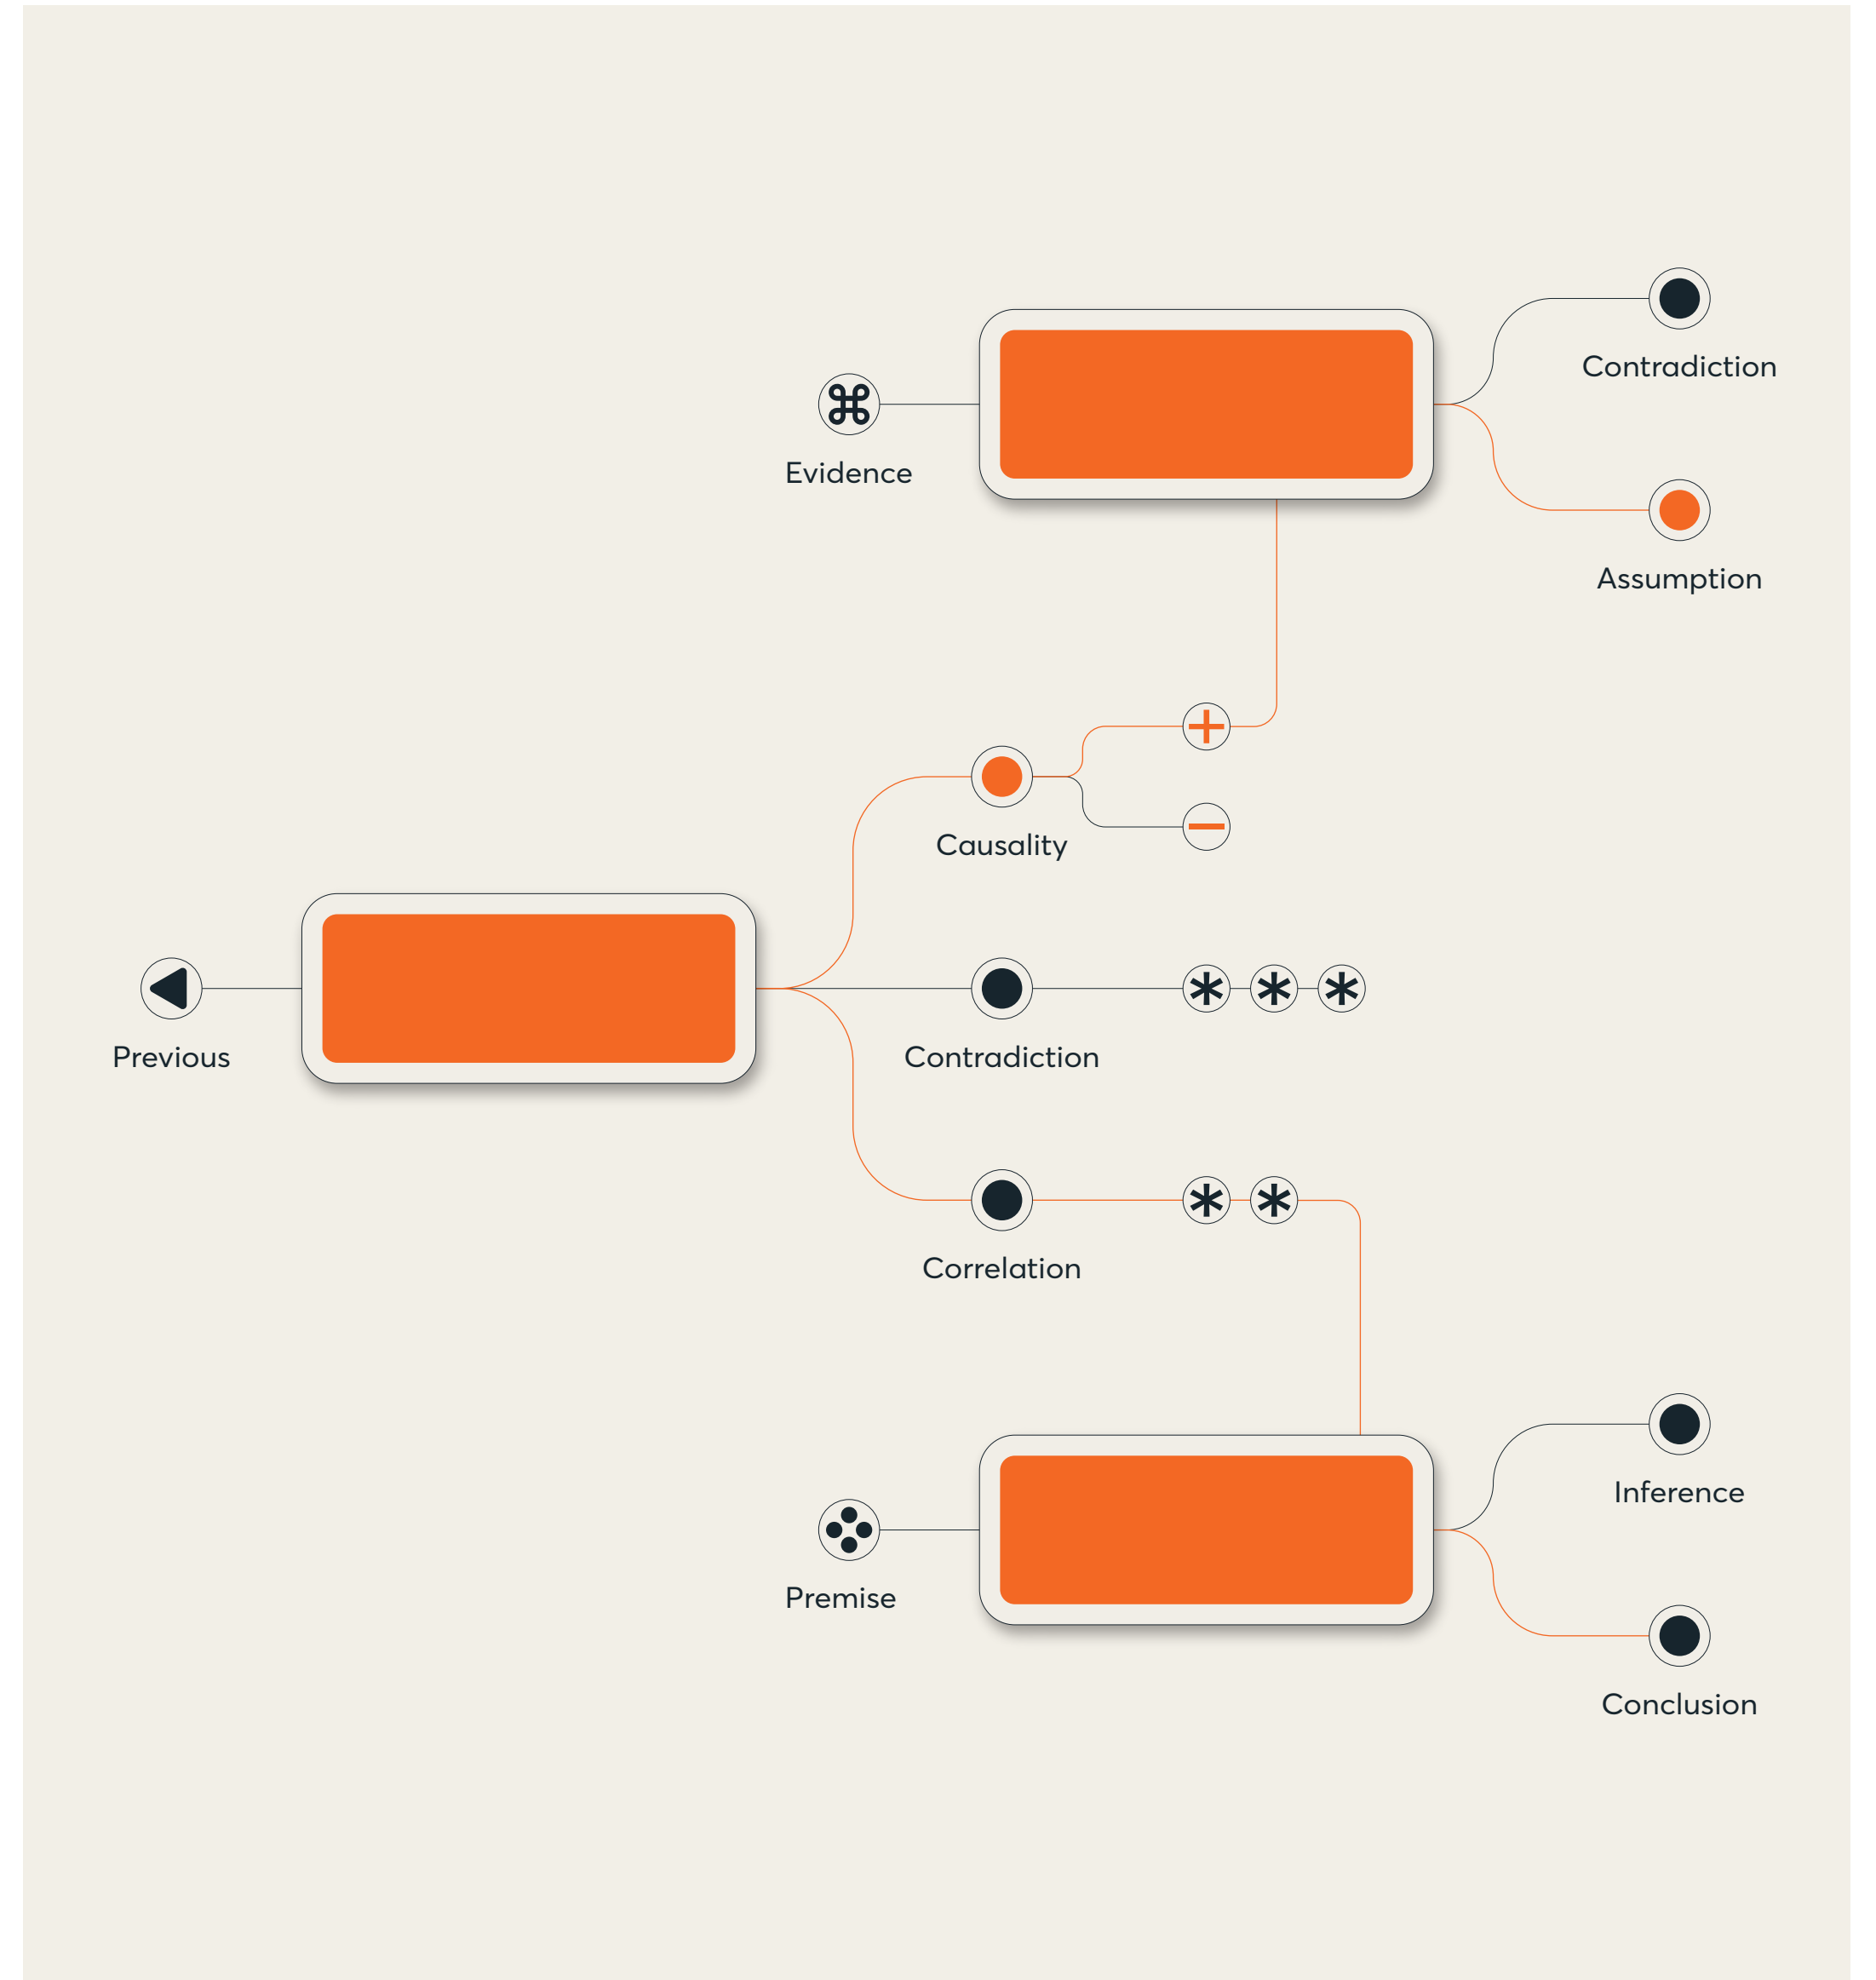 Contradiction
Evidence
Assumption
Causality
Previous
Contradiction
Correlation
Inference
Premise
Conclusion